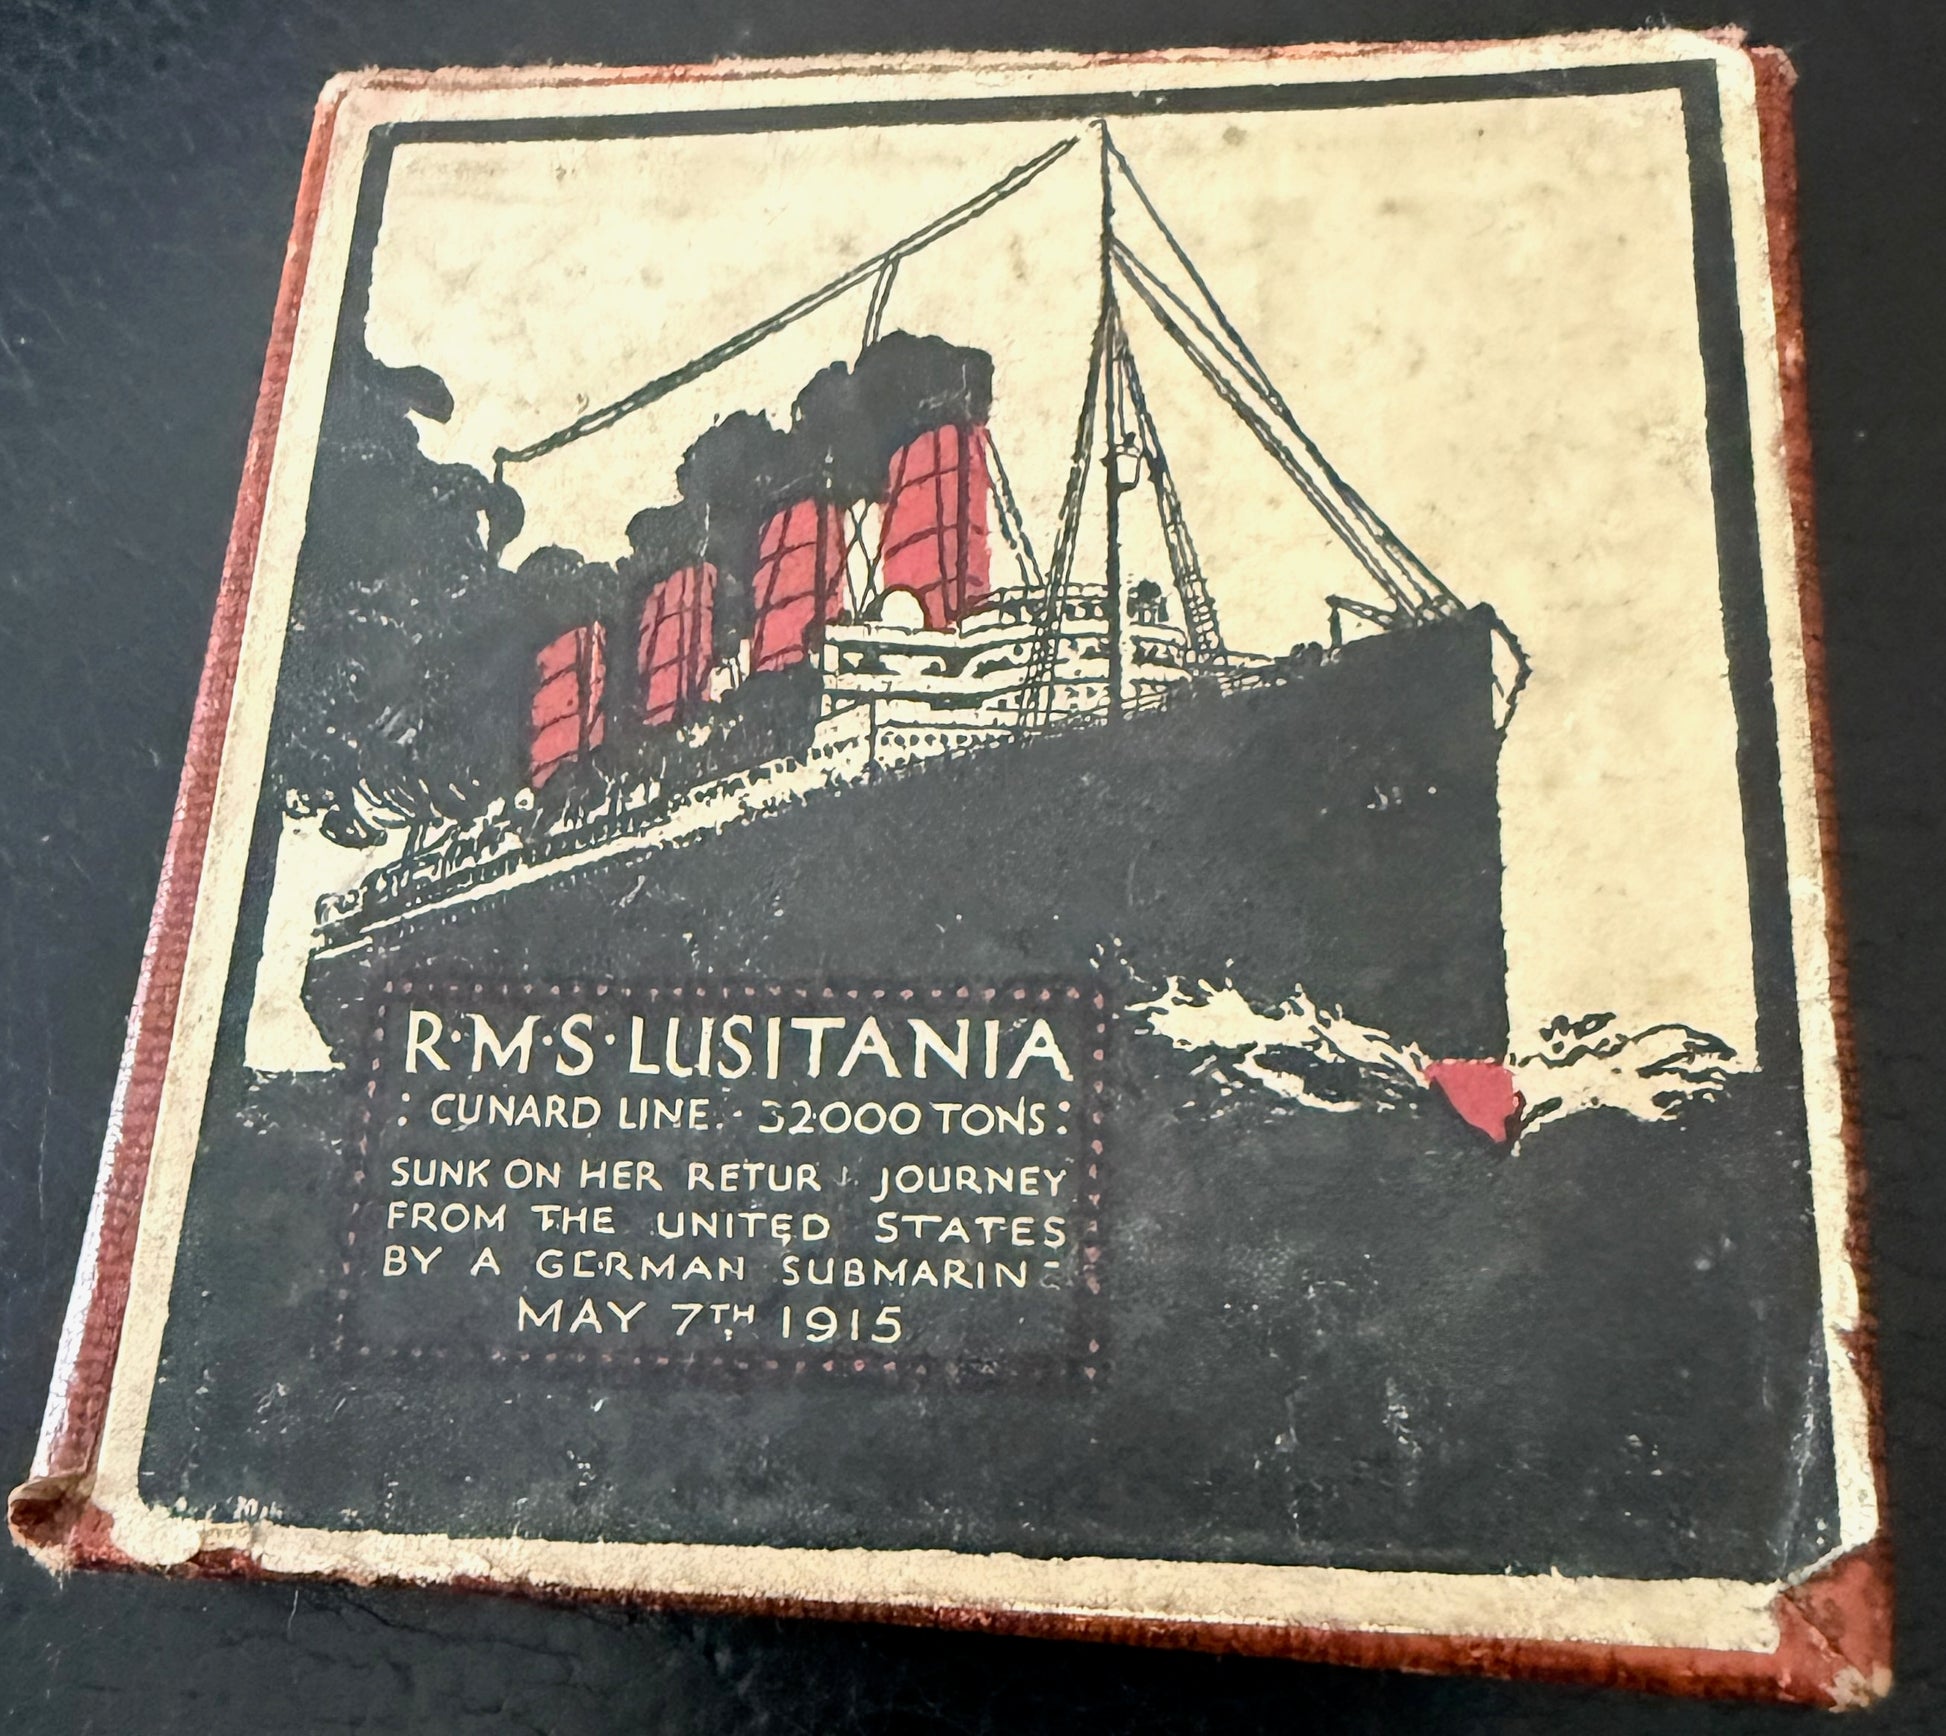 R·M·S·LUSITANIA
: CUNARD LINE. · 32000 TONS:
SUNK ON HER RETUR JOURNEY
FROM THE UNITED STATES
BY A GERMAN SUBMARINE
MAY 7TH 1915